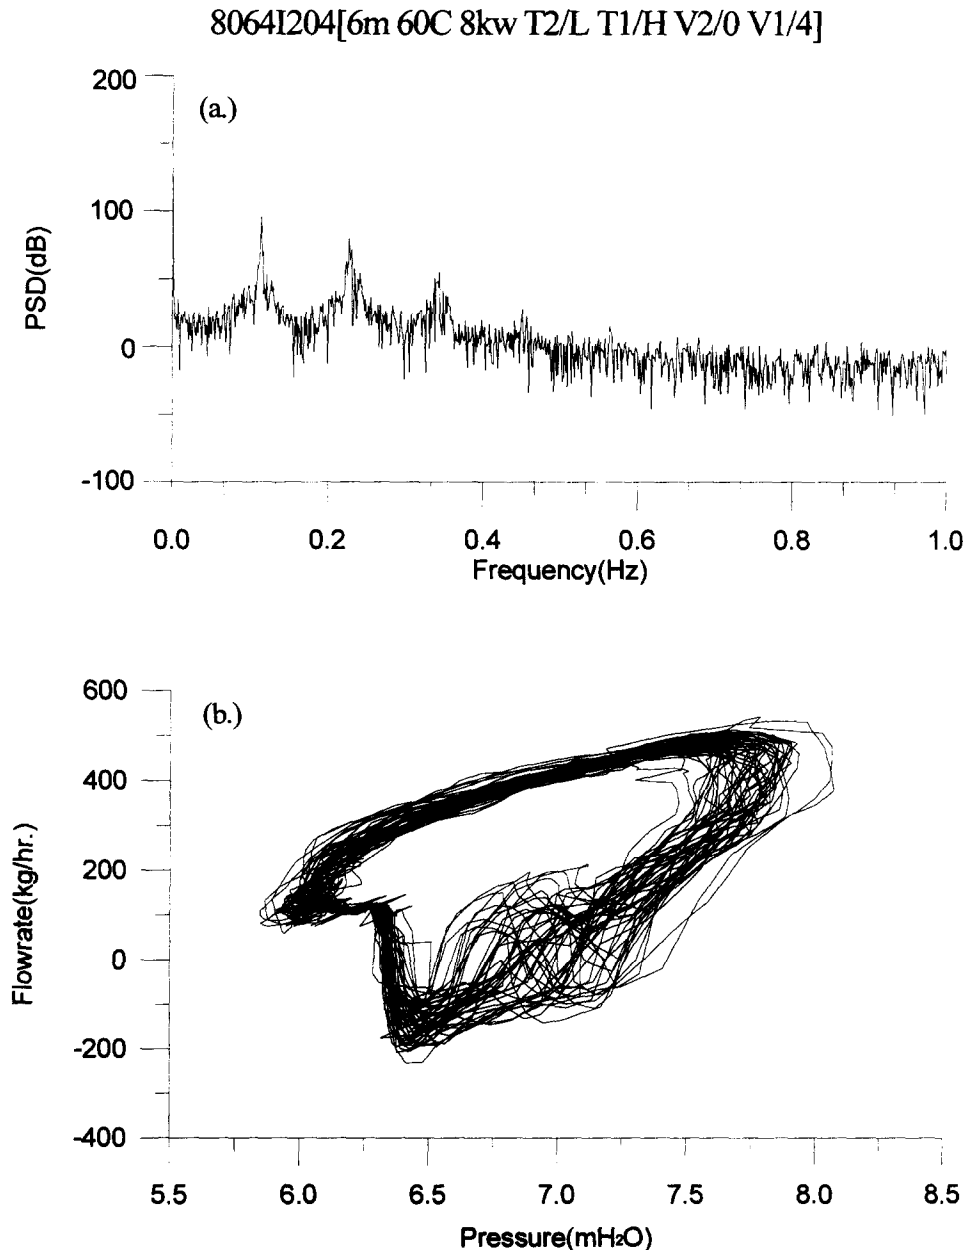 8064I204[6m 60C 8kw T2/L T1/H V2/0 V1/4]
200
(a.)
100
PSD(dB)
0
-100
0.0 0.2 0.4 0.6 0.8 1.0
Frequency(Hz)
600
(b.)
400
200
Flowrate(kg/hr.)
0
-200
-400
5.5 6.0 6.5 7.0 7.5 8.0 8.5
Pressure(mH₂O)